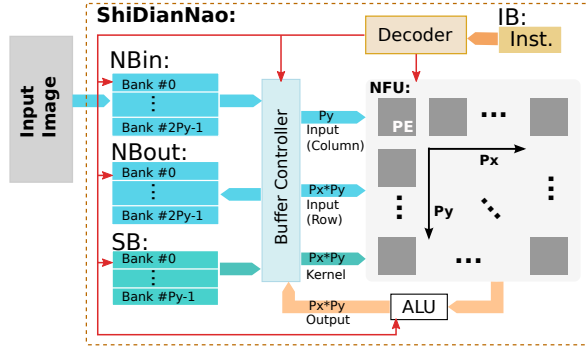 ShiDianNao:
IB:
Decoder
Inst.
Input
Image
NBin:
Bank #0
Bank #2Py-1
NBout:
Bank #0
Bank #2Py-1
SB:
Bank #0
Bank #Py-1
Buffer Controller
Py
Input
(Column)
Px*Py
Input
(Row)
Px*Py
Kernel
NFU:
PE
Px
Py
Px*Py
Output
ALU